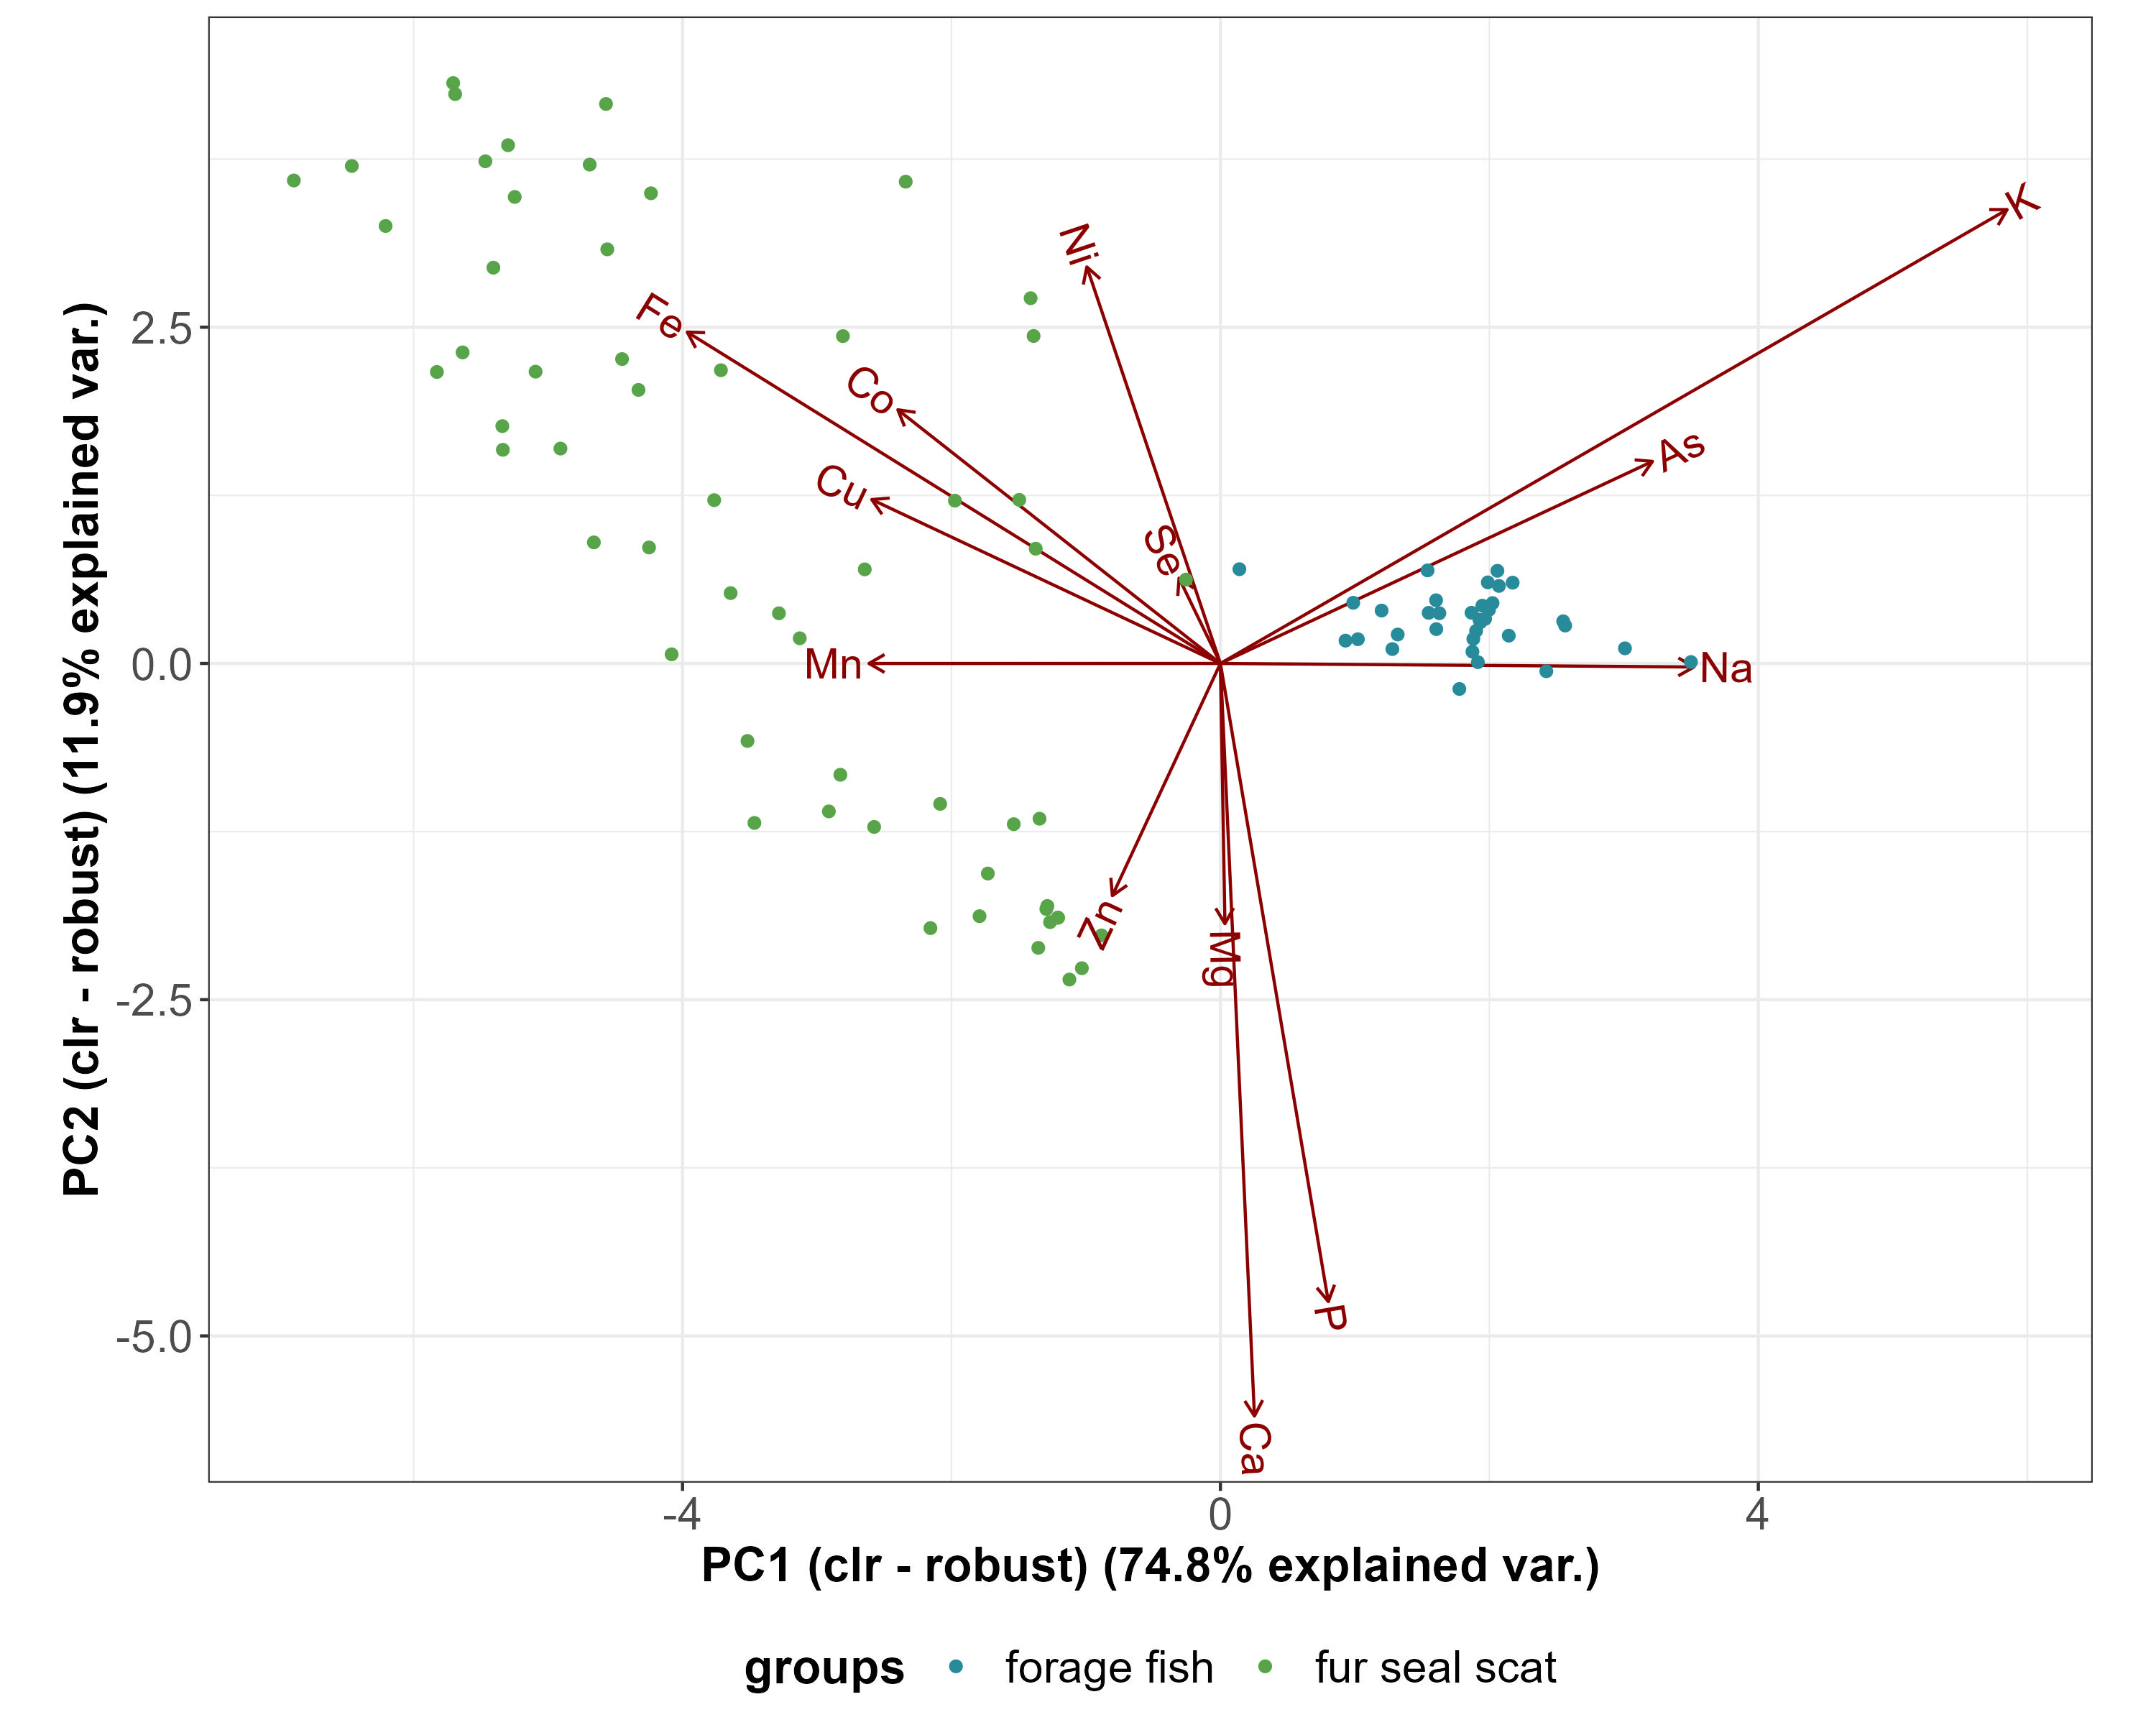 PC2 (clr - robust) (11.9% explained var.)
2.5
0.0
-2.5
-5.0
K
Ni
Fe
Co
As
Cu
Se
Mn
Na
Zn
Mg
P
Ca
-4
0
4
PC1 (clr - robust) (74.8% explained var.)
groups forage fish fur seal scat